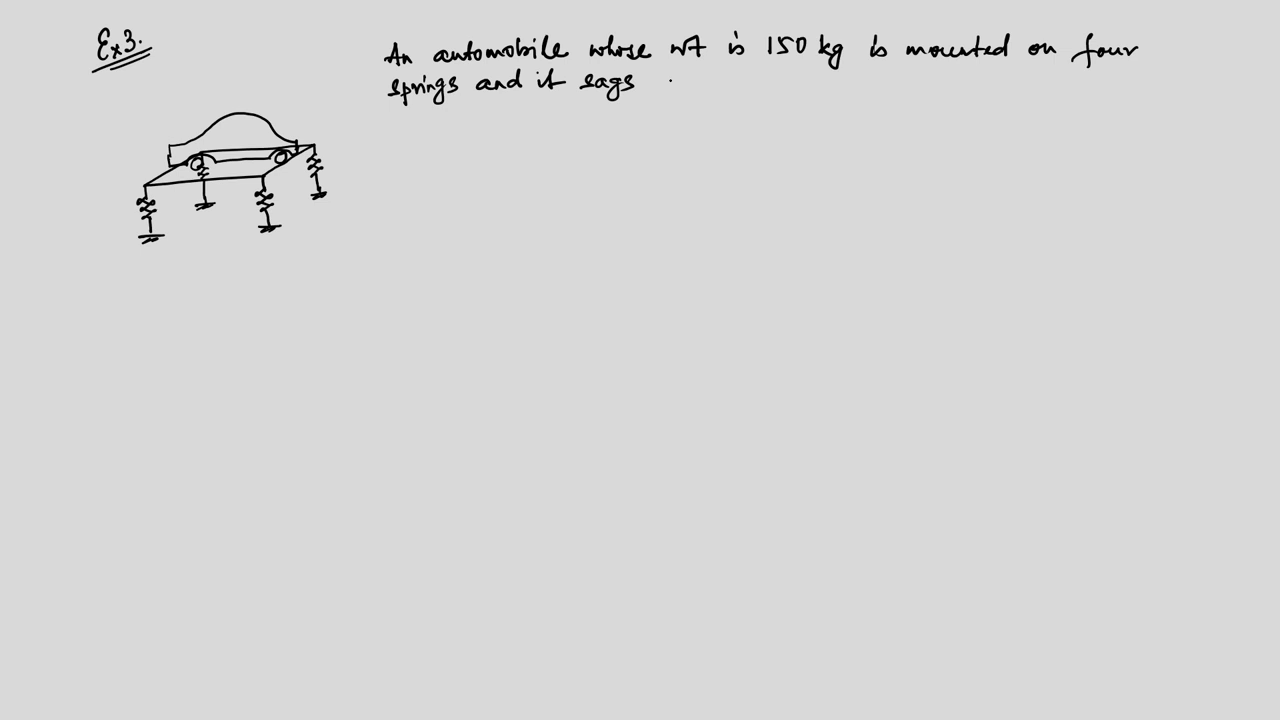 Ex3.
An automobile whose wt is 150 kg is mounted on four
springs and it sags